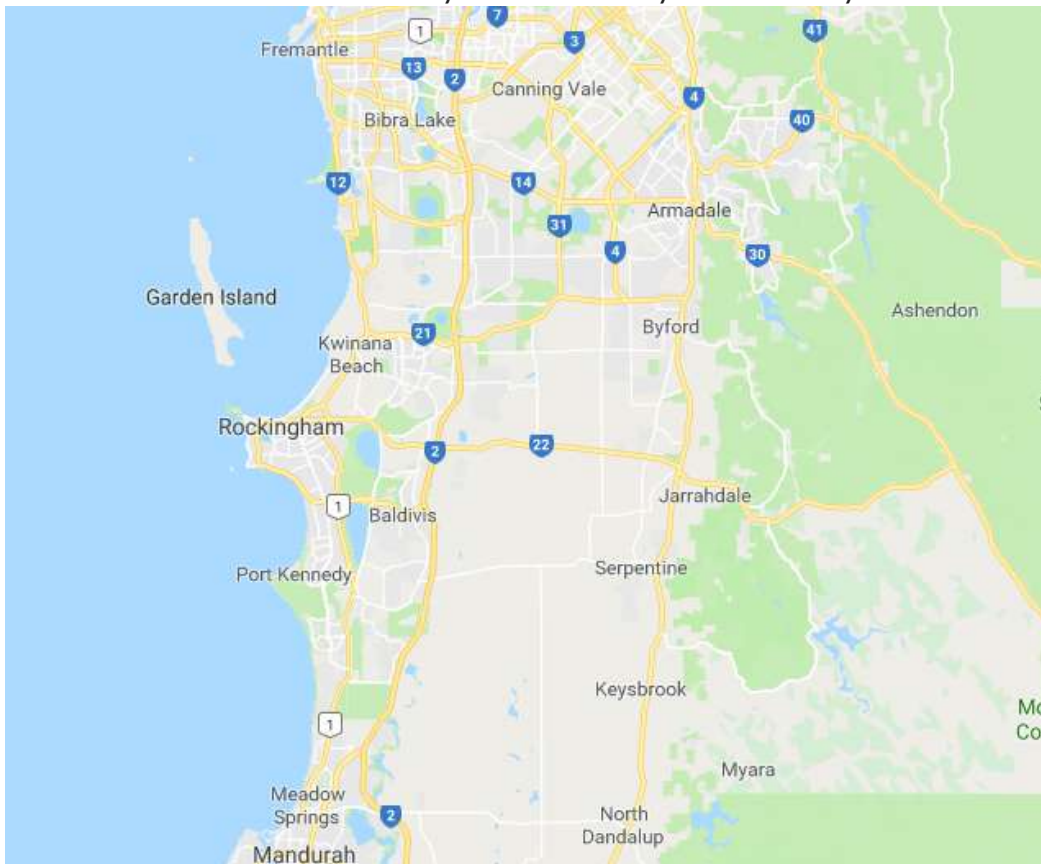 7
1
41
Fremantle
3
13
2
Canning Vale
4
Bibra Lake
40
12
14
Armadale
31
4
30
Garden Island
Ashendon
Byford
21
Kwinana
Beach
Rockingham
2
22
Jarrahdale
1
Baldivis
Serpentine
Port Kennedy
Keysbrook
Mo
Co
1
Myara
Meadow
Springs
2
North
Dandalup
Mandurah